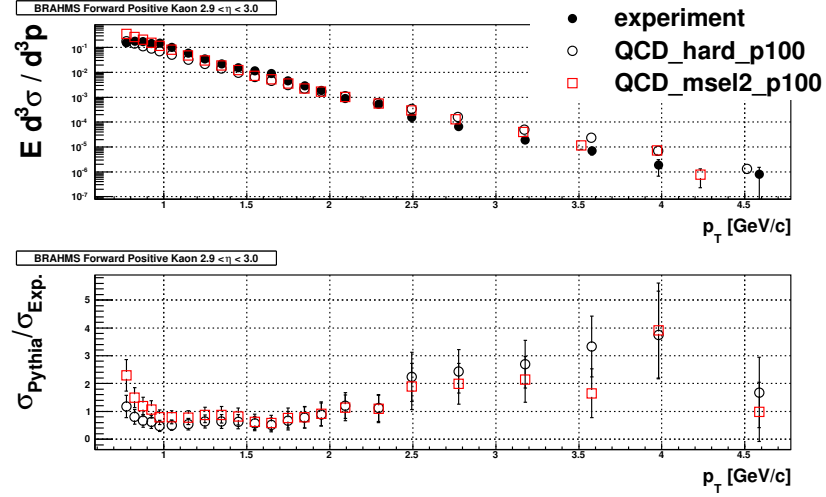 BRAHMS Forward Positive Kaon 2.9 <η < 3.0
experiment
QCD_hard_p100
QCD_msel2_p100
E d³σ / d³p
10⁻¹
10⁻²
10⁻³
10⁻⁴
10⁻⁵
10⁻⁶
10⁻⁷
1 1.5 2 2.5 3 3.5 4 4.5
p_T [GeV/c]
BRAHMS Forward Positive Kaon 2.9 <η < 3.0
σ_Pythia/σ_Exp.
5
4
3
2
1
0
1 1.5 2 2.5 3 3.5 4 4.5
p_T [GeV/c]